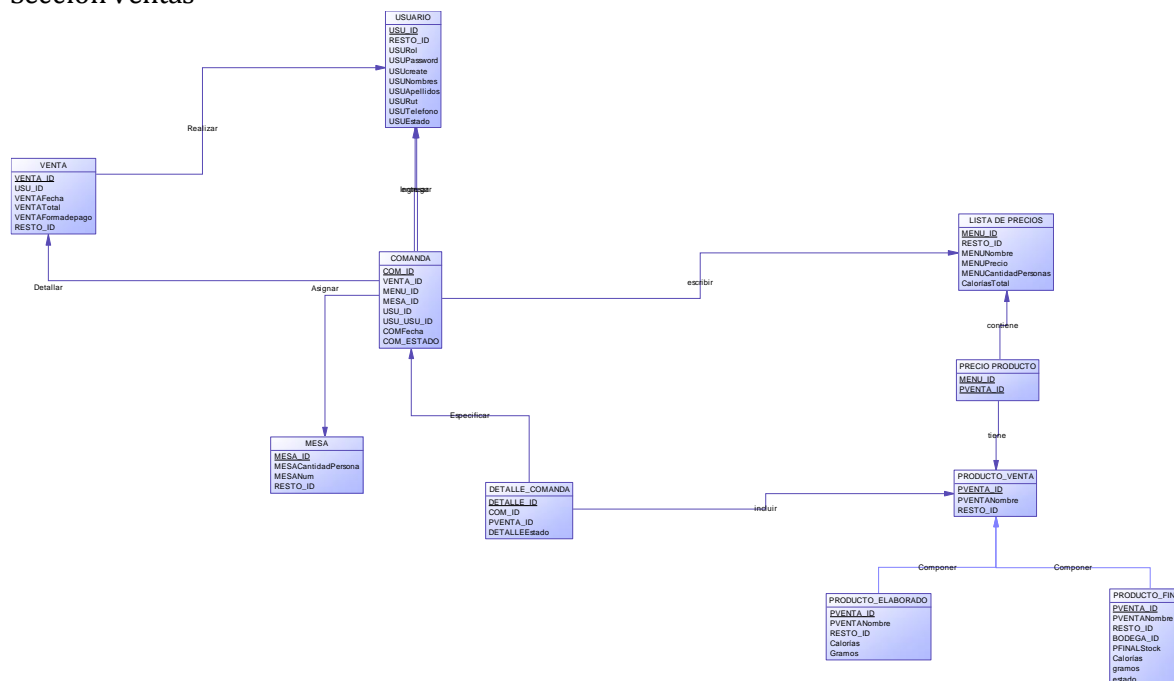 Sección ventas
USUARIO
USU_ID
RESTO_ID
USURol
USUPassword
USUcreate
USUNombres
USUApellidos
USURut
USUTelefono
USUEstado
Realizar
VENTA
VENTA_ID
USU_ID
VENTAFecha
VENTATotal
VENTAFormadepago
RESTO_ID
LISTA DE PRECIOS
MENU_ID
RESTO_ID
MENUNombre
MENUPrecio
MENUCantidadPersonas
CaloríasTotal
COMANDA
COM_ID
VENTA_ID
MENU_ID
MESA_ID
USU_ID
USU_USU_ID
COMFecha
COM_ESTADO
Detallar
Asignar
escribir
contiene
PRECIO PRODUCTO
MENU_ID
PVENTA_ID
Especificar
tiene
MESA
MESA_ID
MESACantidadPersona
MESANum
RESTO_ID
DETALLE_COMANDA
DETALLE_ID
COM_ID
PVENTA_ID
DETALLEEstado
incluir
PRODUCTO_VENTA
PVENTA_ID
PVENTANombre
RESTO_ID
Componer
Componer
PRODUCTO_ELABORADO
PVENTA_ID
PVENTANombre
RESTO_ID
Calorías
Gramos
PRODUCTO_FIN
PVENTA_ID
PVENTANombre
RESTO_ID
BODEGA_ID
PFINALStock
Calorías
gramos
estado